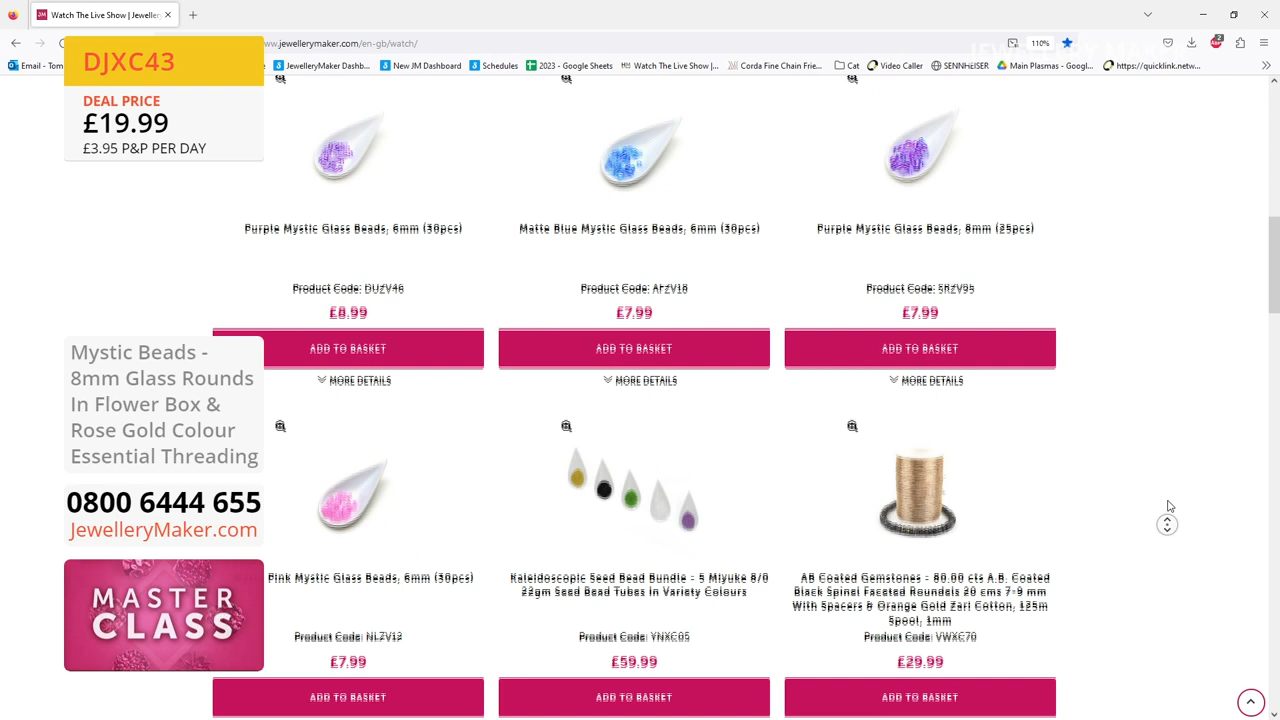 Watch The Live Show | Jeweller
ww.jewellerymaker.com/en-gb/watch/
110%
2
Email - Tom
JewelleryMaker Dashb...
New JM Dashboard
Schedules
2023 - Google Sheets
Watch The Live Show |...
Corda Fine Chain Frie...
Cat
Video Caller
SENNHEISER
Main Plasmas - Googl...
https://quicklink.netw...
DJXC43
DEAL PRICE
£19.99
£3.95 P&P PER DAY
Purple Mystic Glass Beads, 6mm (30pcs)
Matte Blue Mystic Glass Beads, 6mm (30pcs)
Purple Mystic Glass Beads, 8mm (25pcs)
Product Code: DUZV46
Product Code:
Product Code:
£8.99
£7.99
£7.99
ADD TO BASKET
ADD TO BASKET
ADD TO BASKET
MORE DETAILS
MORE DETAILS
MORE DETAILS
Mystic Beads -
8mm Glass Rounds
In Flower Box &
Rose Gold Colour
Essential Threading
0800 6444 655
JewelleryMaker.com
MASTER
CLASS
Pink Mystic Glass Beads, 6mm (30pcs)
Kaleidoscopic Seed Bead Bundle - 5 Miyuke 8/0
22gm Seed Bead Tubes In Variety Colours
AB Coated Gemstones - 80.00 cts A.B. Coated
Black Spinel Faceted Roundels 20 cms 7-9 mm
With Spacers & Orange Gold Zari Cotton, 125m
Spool, 1mm
Product Code: NLZV12
Product Code: YNXC05
Product Code: VWXC70
£7.99
£59.99
£29.99
ADD TO BASKET
ADD TO BASKET
ADD TO BASKET